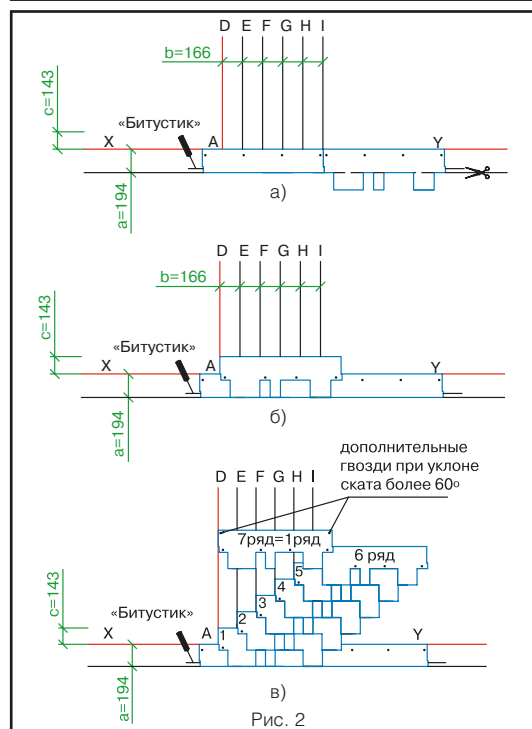 D E F G H I
b=166
c=143
«Битустик»
X A Y
a=194
а)
D E F G H I
b=166
c=143
«Битустик»
X A Y
a=194
б)
дополнительные
гвозди при уклоне
ската более 60º
D E F G H I
7ряд=1ряд
6 ряд
5
4
3
2
1
c=143
«Битустик»
X A Y
a=194
в)
Рис. 2